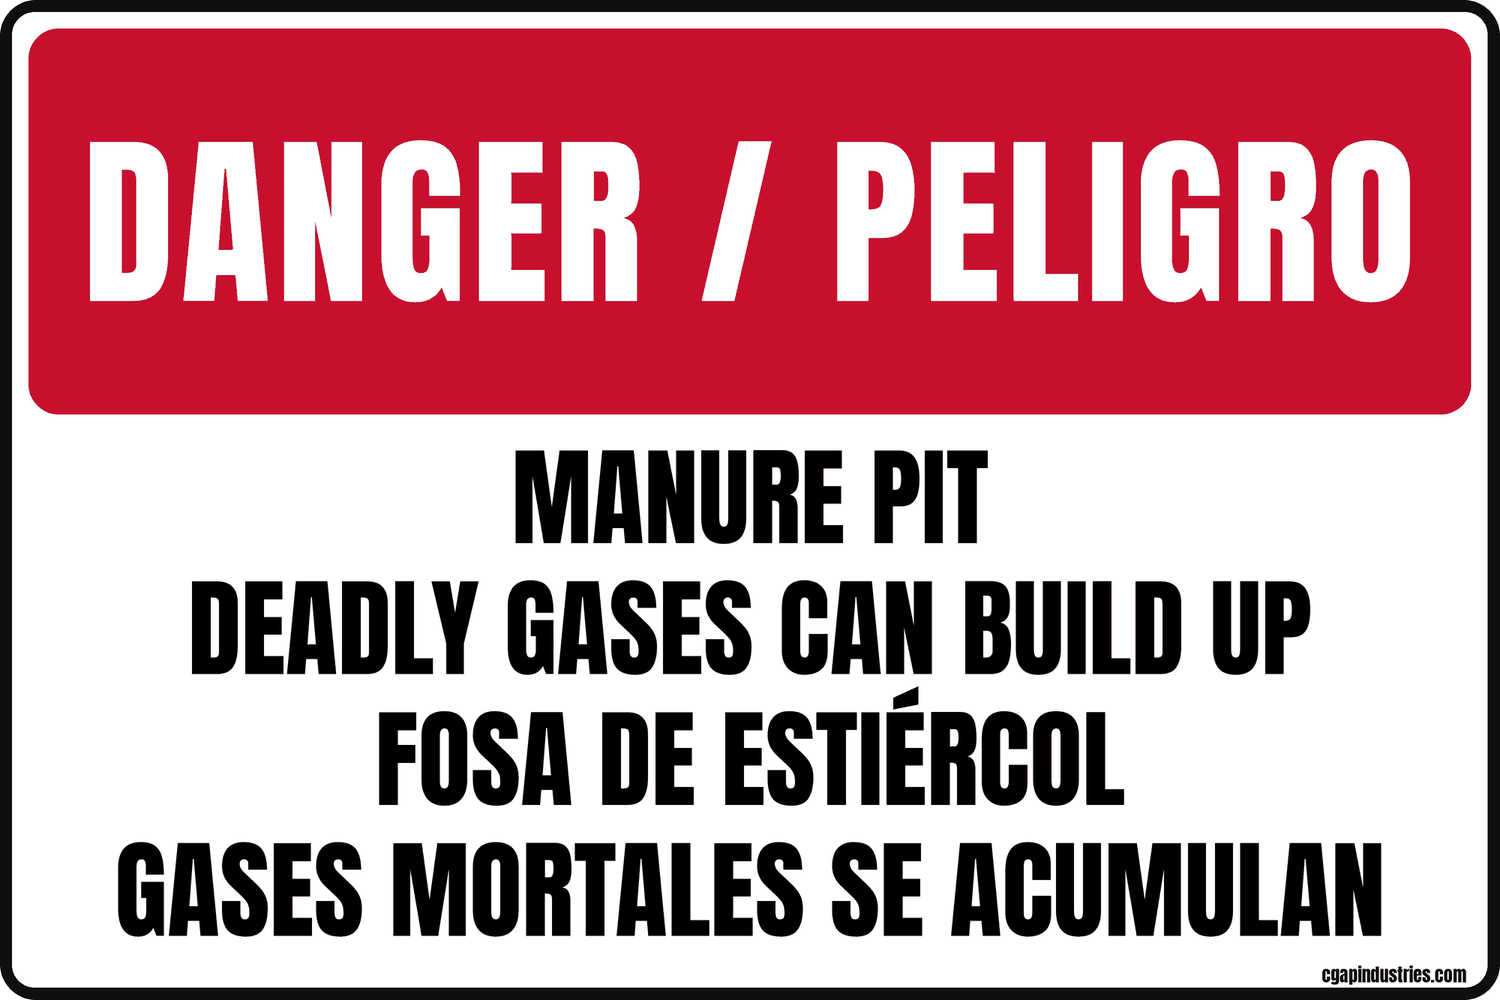 DANGER / PELIGRO
MANURE PIT
DEADLY GASES CAN BUILD UP
FOSA DE ESTIÉRCOL
GASES MORTALES SE ACUMULAN
cgapindustries.com